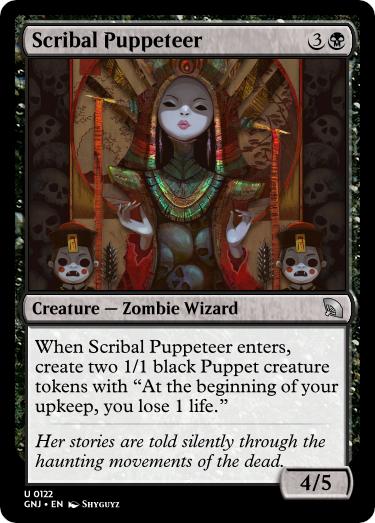 Scribal Puppeteer 3
Creature — Zombie Wizard
When Scribal Puppeteer enters,
create two 1/1 black Puppet creature
tokens with “At the beginning of your
upkeep, you lose 1 life.”
Her stories are told silently through the
haunting movements of the dead.
4/5
U 0122
GNJ • EN Shyguyz